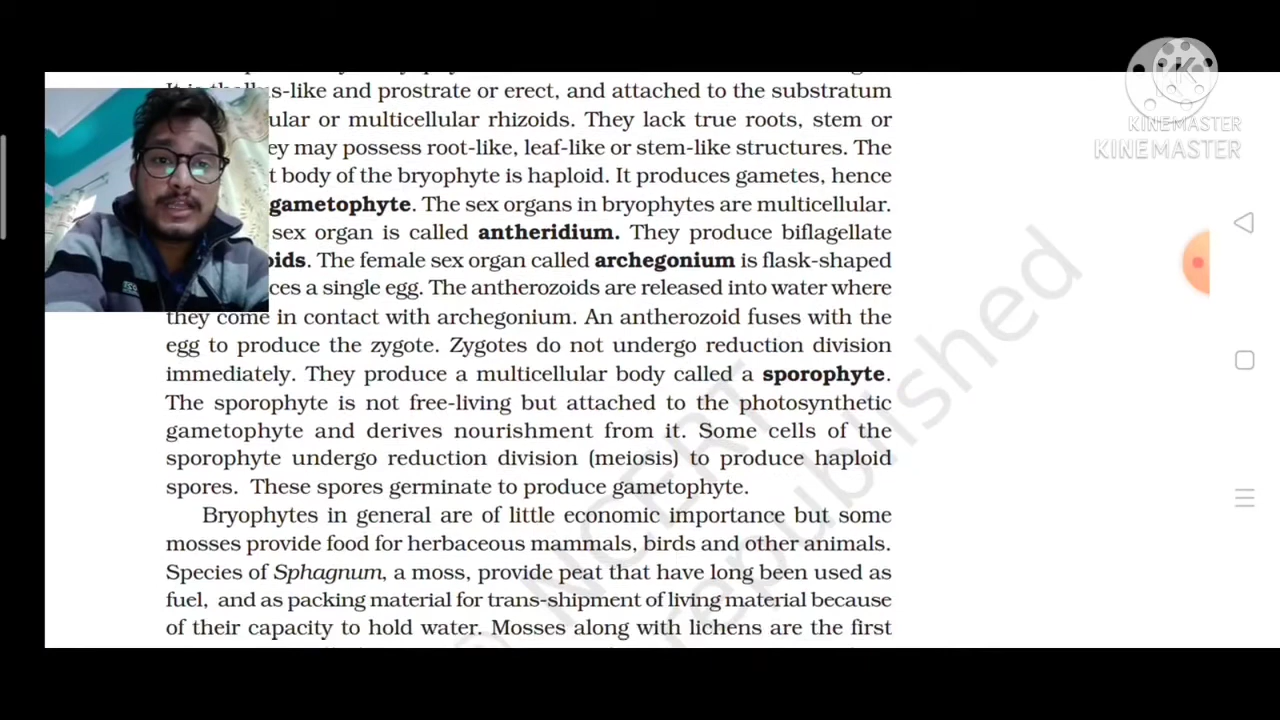 It is thallus-like and prostrate or erect, and attached to the substratum
ular or multicellular rhizoids. They lack true roots, stem or
ey may possess root-like, leaf-like or stem-like structures. The
t body of the bryophyte is haploid. It produces gametes, hence
gametophyte. The sex organs in bryophytes are multicellular.
sex organ is called antheridium. They produce biflagellate
oids. The female sex organ called archegonium is flask-shaped
ces a single egg. The antherozoids are released into water where
they come in contact with archegonium. An antherozoid fuses with the
egg to produce the zygote. Zygotes do not undergo reduction division
immediately. They produce a multicellular body called a sporophyte.
The sporophyte is not free-living but attached to the photosynthetic
gametophyte and derives nourishment from it. Some cells of the
sporophyte undergo reduction division (meiosis) to produce haploid
spores. These spores germinate to produce gametophyte.
Bryophytes in general are of little economic importance but some
mosses provide food for herbaceous mammals, birds and other animals.
Species of Sphagnum, a moss, provide peat that have long been used as
fuel, and as packing material for trans-shipment of living material because
of their capacity to hold water. Mosses along with lichens are the first
© NCERT
republished
K
KINEMASTER
KINEMASTER